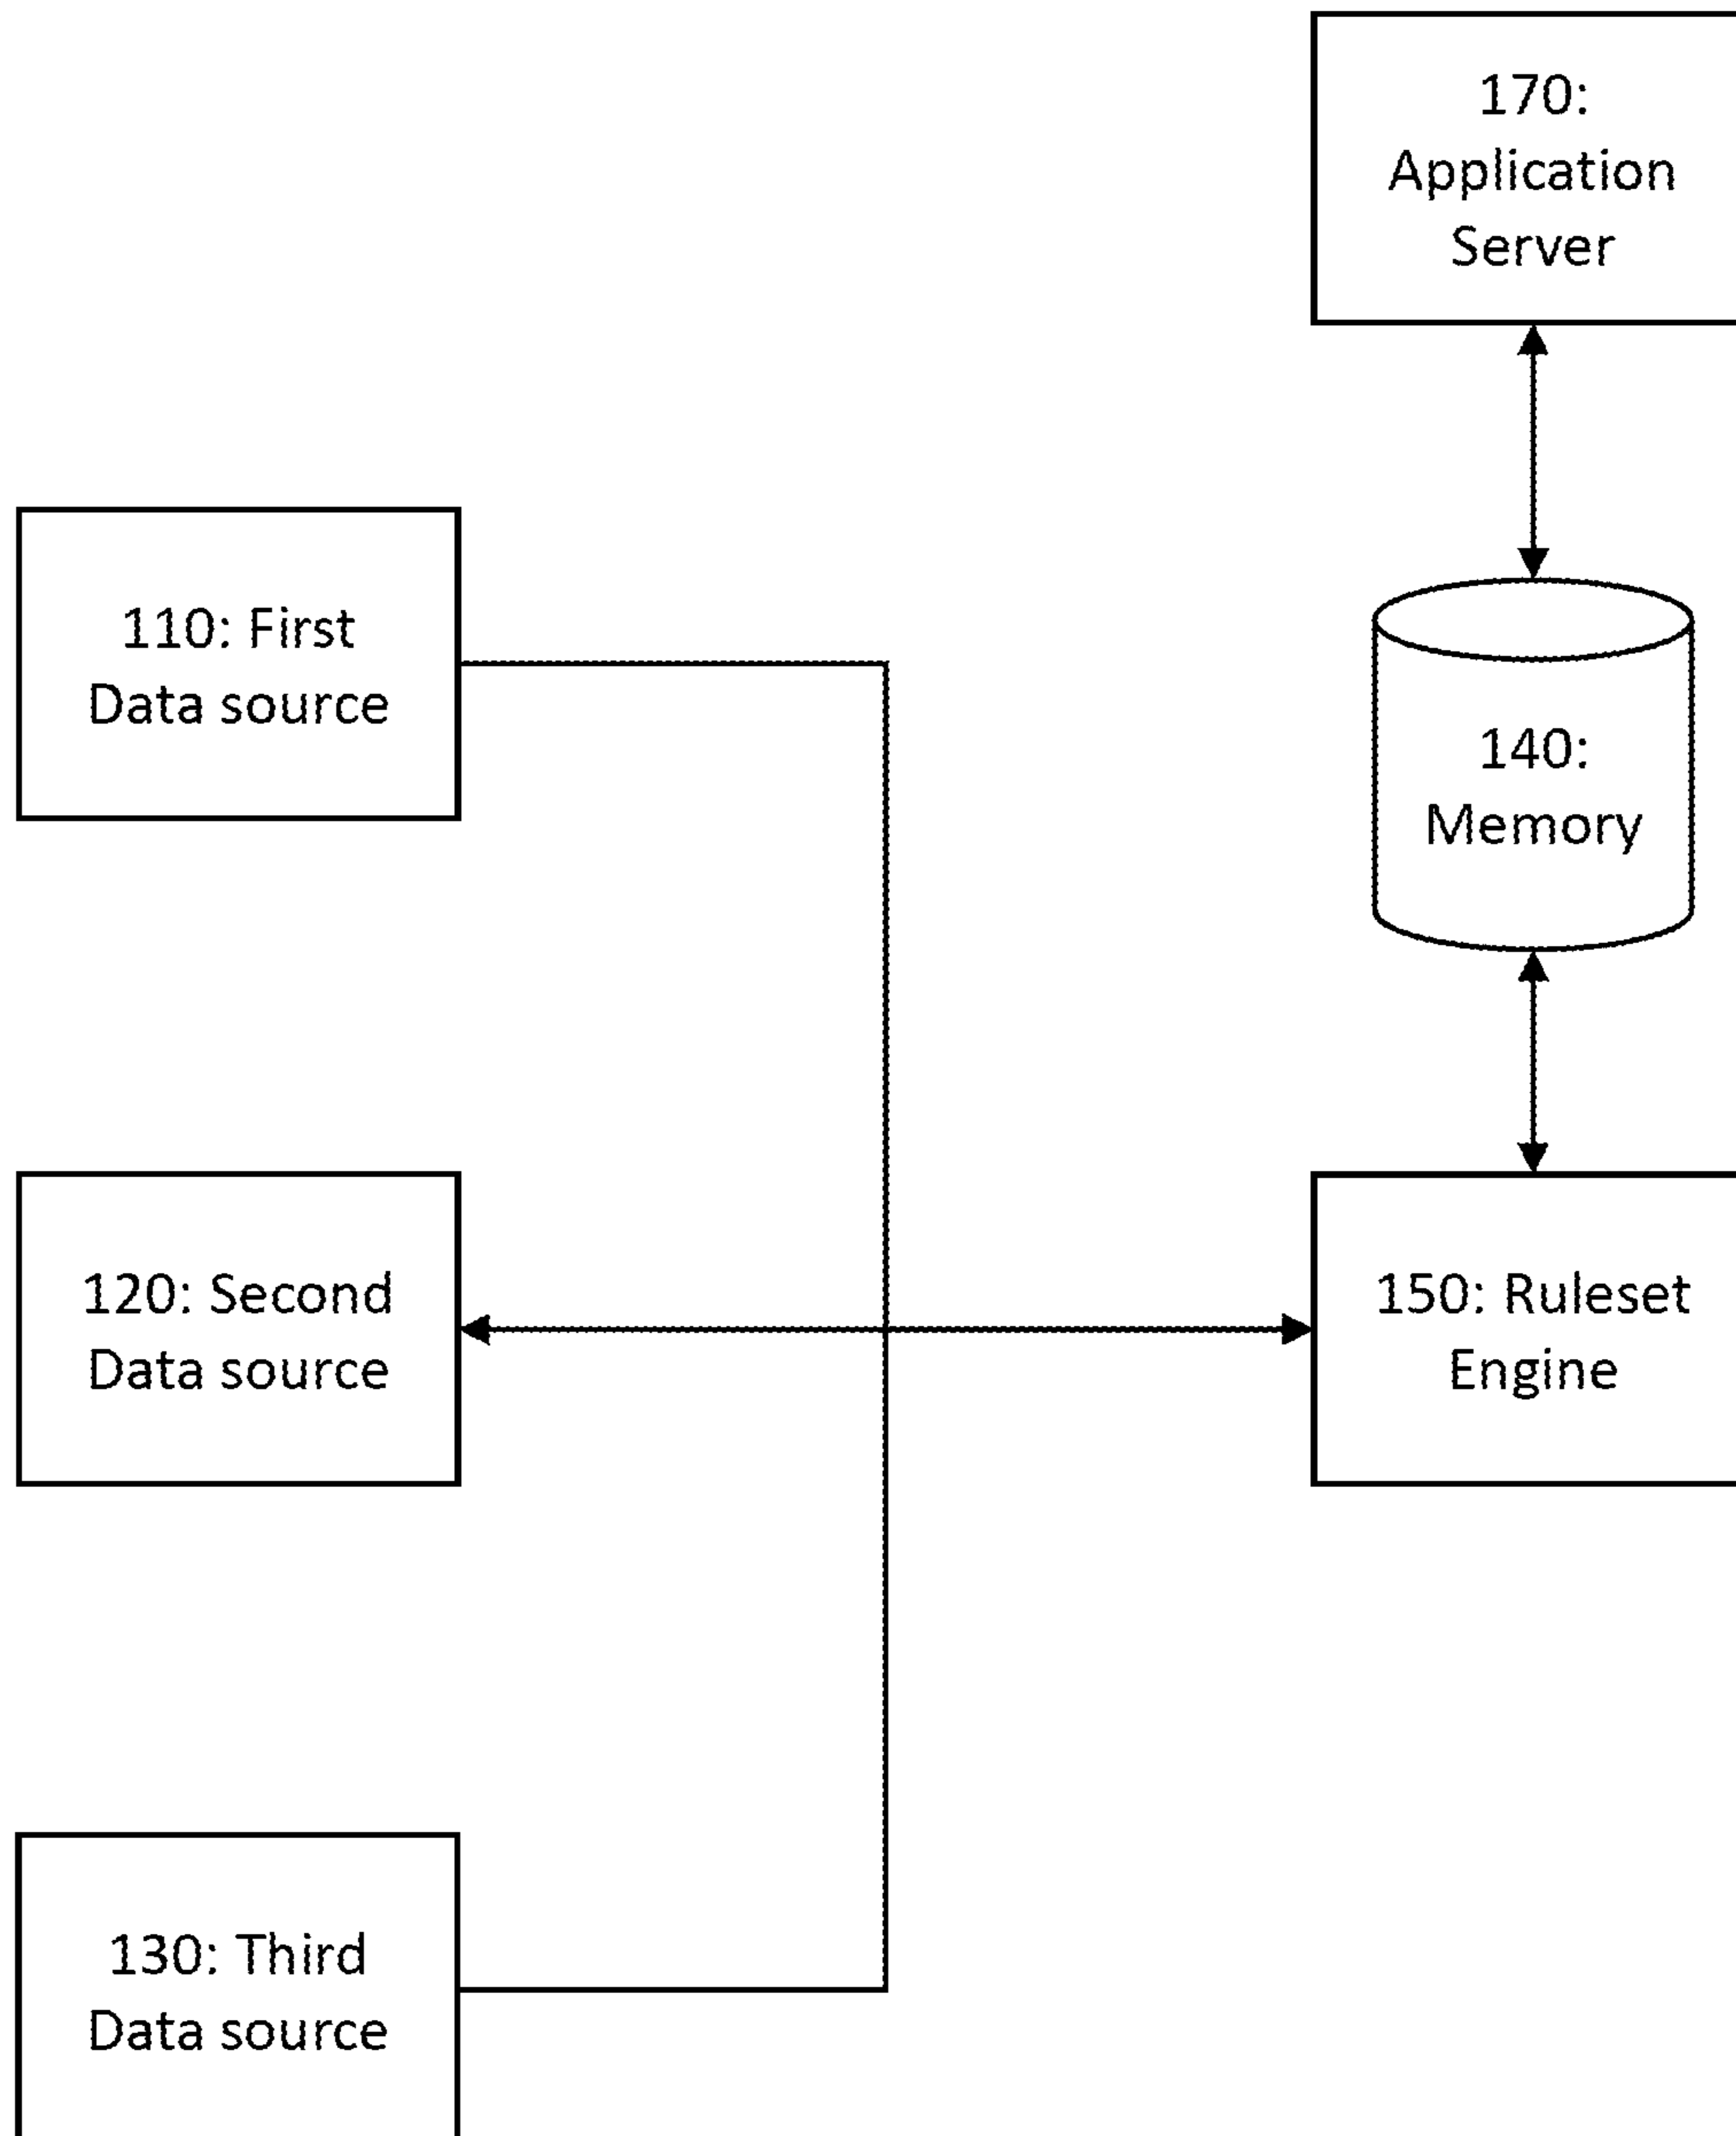 170:
Application
Server
110: First
Data source
140:
Memory
120: Second
Data source
150: Ruleset
Engine
130: Third
Data source